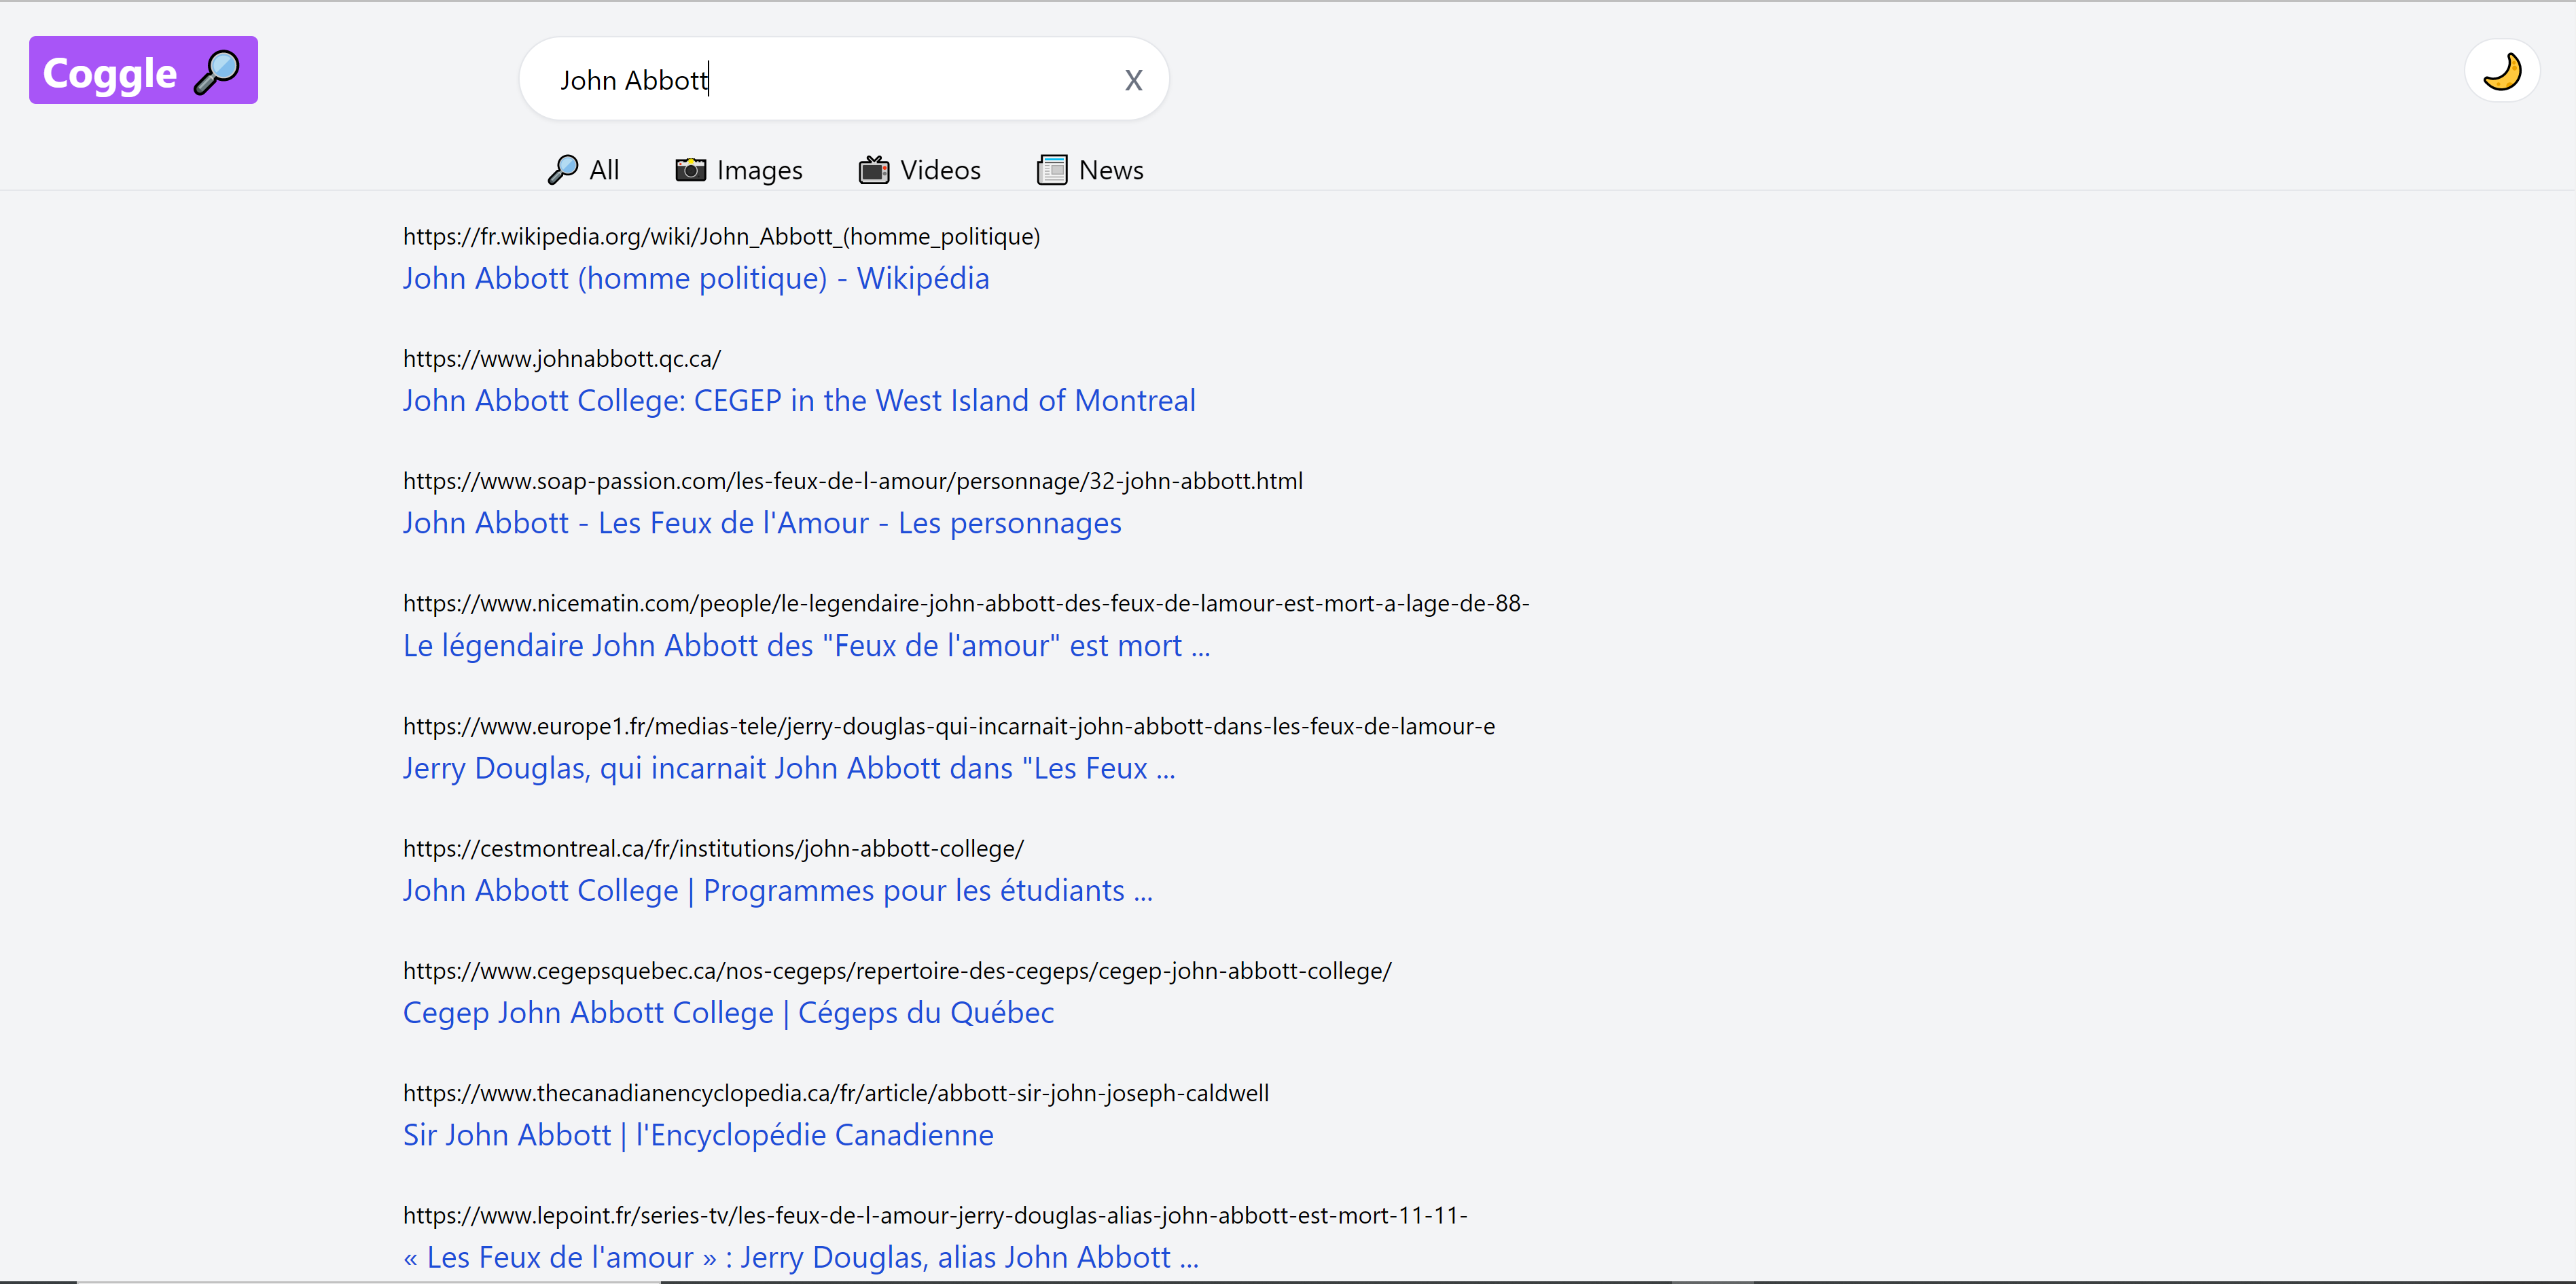 Coggle
John Abbott
X
All Images Videos News
https://fr.wikipedia.org/wiki/John_Abbott_(homme_politique)
John Abbott (homme politique) - Wikipédia
https://www.johnabbott.qc.ca/
John Abbott College: CEGEP in the West Island of Montreal
https://www.soap-passion.com/les-feux-de-l-amour/personnage/32-john-abbott.html
John Abbott - Les Feux de l'Amour - Les personnages
https://www.nicematin.com/people/le-legendaire-john-abbott-des-feux-de-lamour-est-mort-a-lage-de-88-
Le légendaire John Abbott des "Feux de l'amour" est mort ...
https://www.europe1.fr/medias-tele/jerry-douglas-qui-incarnait-john-abbott-dans-les-feux-de-lamour-e
Jerry Douglas, qui incarnait John Abbott dans "Les Feux ...
https://cestmontreal.ca/fr/institutions/john-abbott-college/
John Abbott College | Programmes pour les étudiants ...
https://www.cegepsquebec.ca/nos-cegeps/repertoire-des-cegeps/cegep-john-abbott-college/
Cegep John Abbott College | Cégeps du Québec
https://www.thecanadianencyclopedia.ca/fr/article/abbott-sir-john-joseph-caldwell
Sir John Abbott | l'Encyclopédie Canadienne
https://www.lepoint.fr/series-tv/les-feux-de-l-amour-jerry-douglas-alias-john-abbott-est-mort-11-11-
« Les Feux de l'amour » : Jerry Douglas, alias John Abbott ...